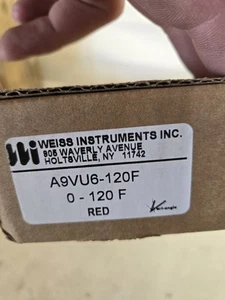 WEISS INSTRUMENTS INC.
905 WAVERLY AVENUE
HOLTSVILLE, NY 11742
A9VU6-120F
0 - 120 F
RED